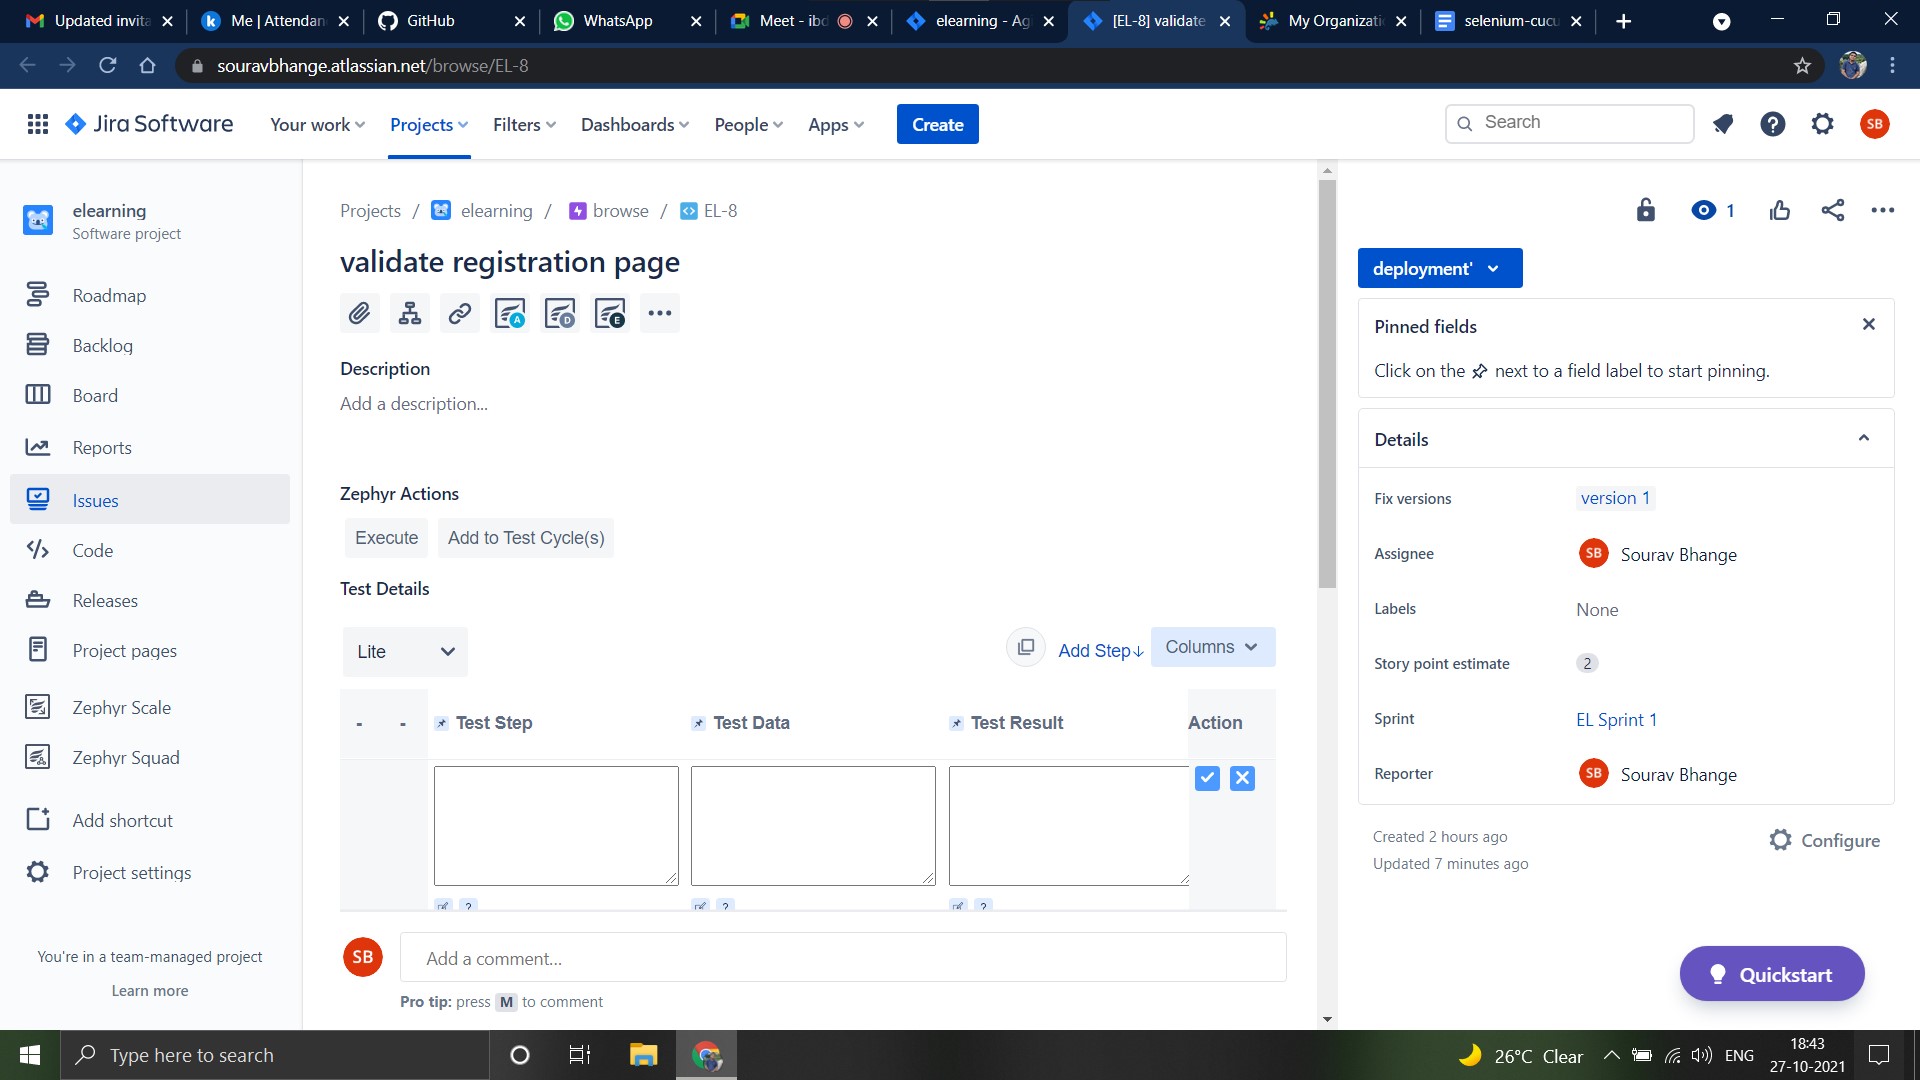 Updated invita
Me | Attendan
GitHub
WhatsApp
Meet - ibd
elearning - Ag
[EL-8] validate
My Organizati
selenium-cucu
souravbhange.atlassian.net/browse/EL-8
Jira Software
Your work
Projects
Filters
Dashboards
People
Apps
Create
Search
SB
elearning
Software project
Roadmap
Backlog
Board
Reports
Issues
Code
Releases
Project pages
Zephyr Scale
Zephyr Squad
Add shortcut
Project settings
You're in a team-managed project
Learn more
Projects / elearning / browse / EL-8
validate registration page
A
D
E
Description
Add a description...
Zephyr Actions
Execute
Add to Test Cycle(s)
Test Details
Lite
Add Step↓
Columns
- - Test Step Test Data Test Result Action
? ? ?
SB
Add a comment...
Pro tip: press M to comment
1
deployment'
Pinned fields
Click on the next to a field label to start pinning.
Details
Fix versions version 1
Assignee SB Sourav Bhange
Labels None
Story point estimate 2
Sprint EL Sprint 1
Reporter SB Sourav Bhange
Created 2 hours ago
Updated 7 minutes ago
Configure
Quickstart
Type here to search
26°C Clear
ENG
18:43
27-10-2021